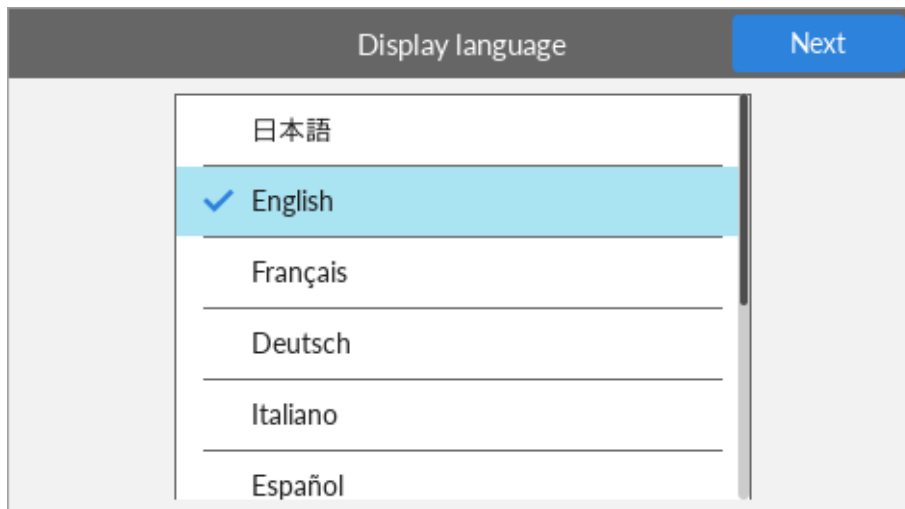 Display language
Next
日本語
English
Français
Deutsch
Italiano
Español